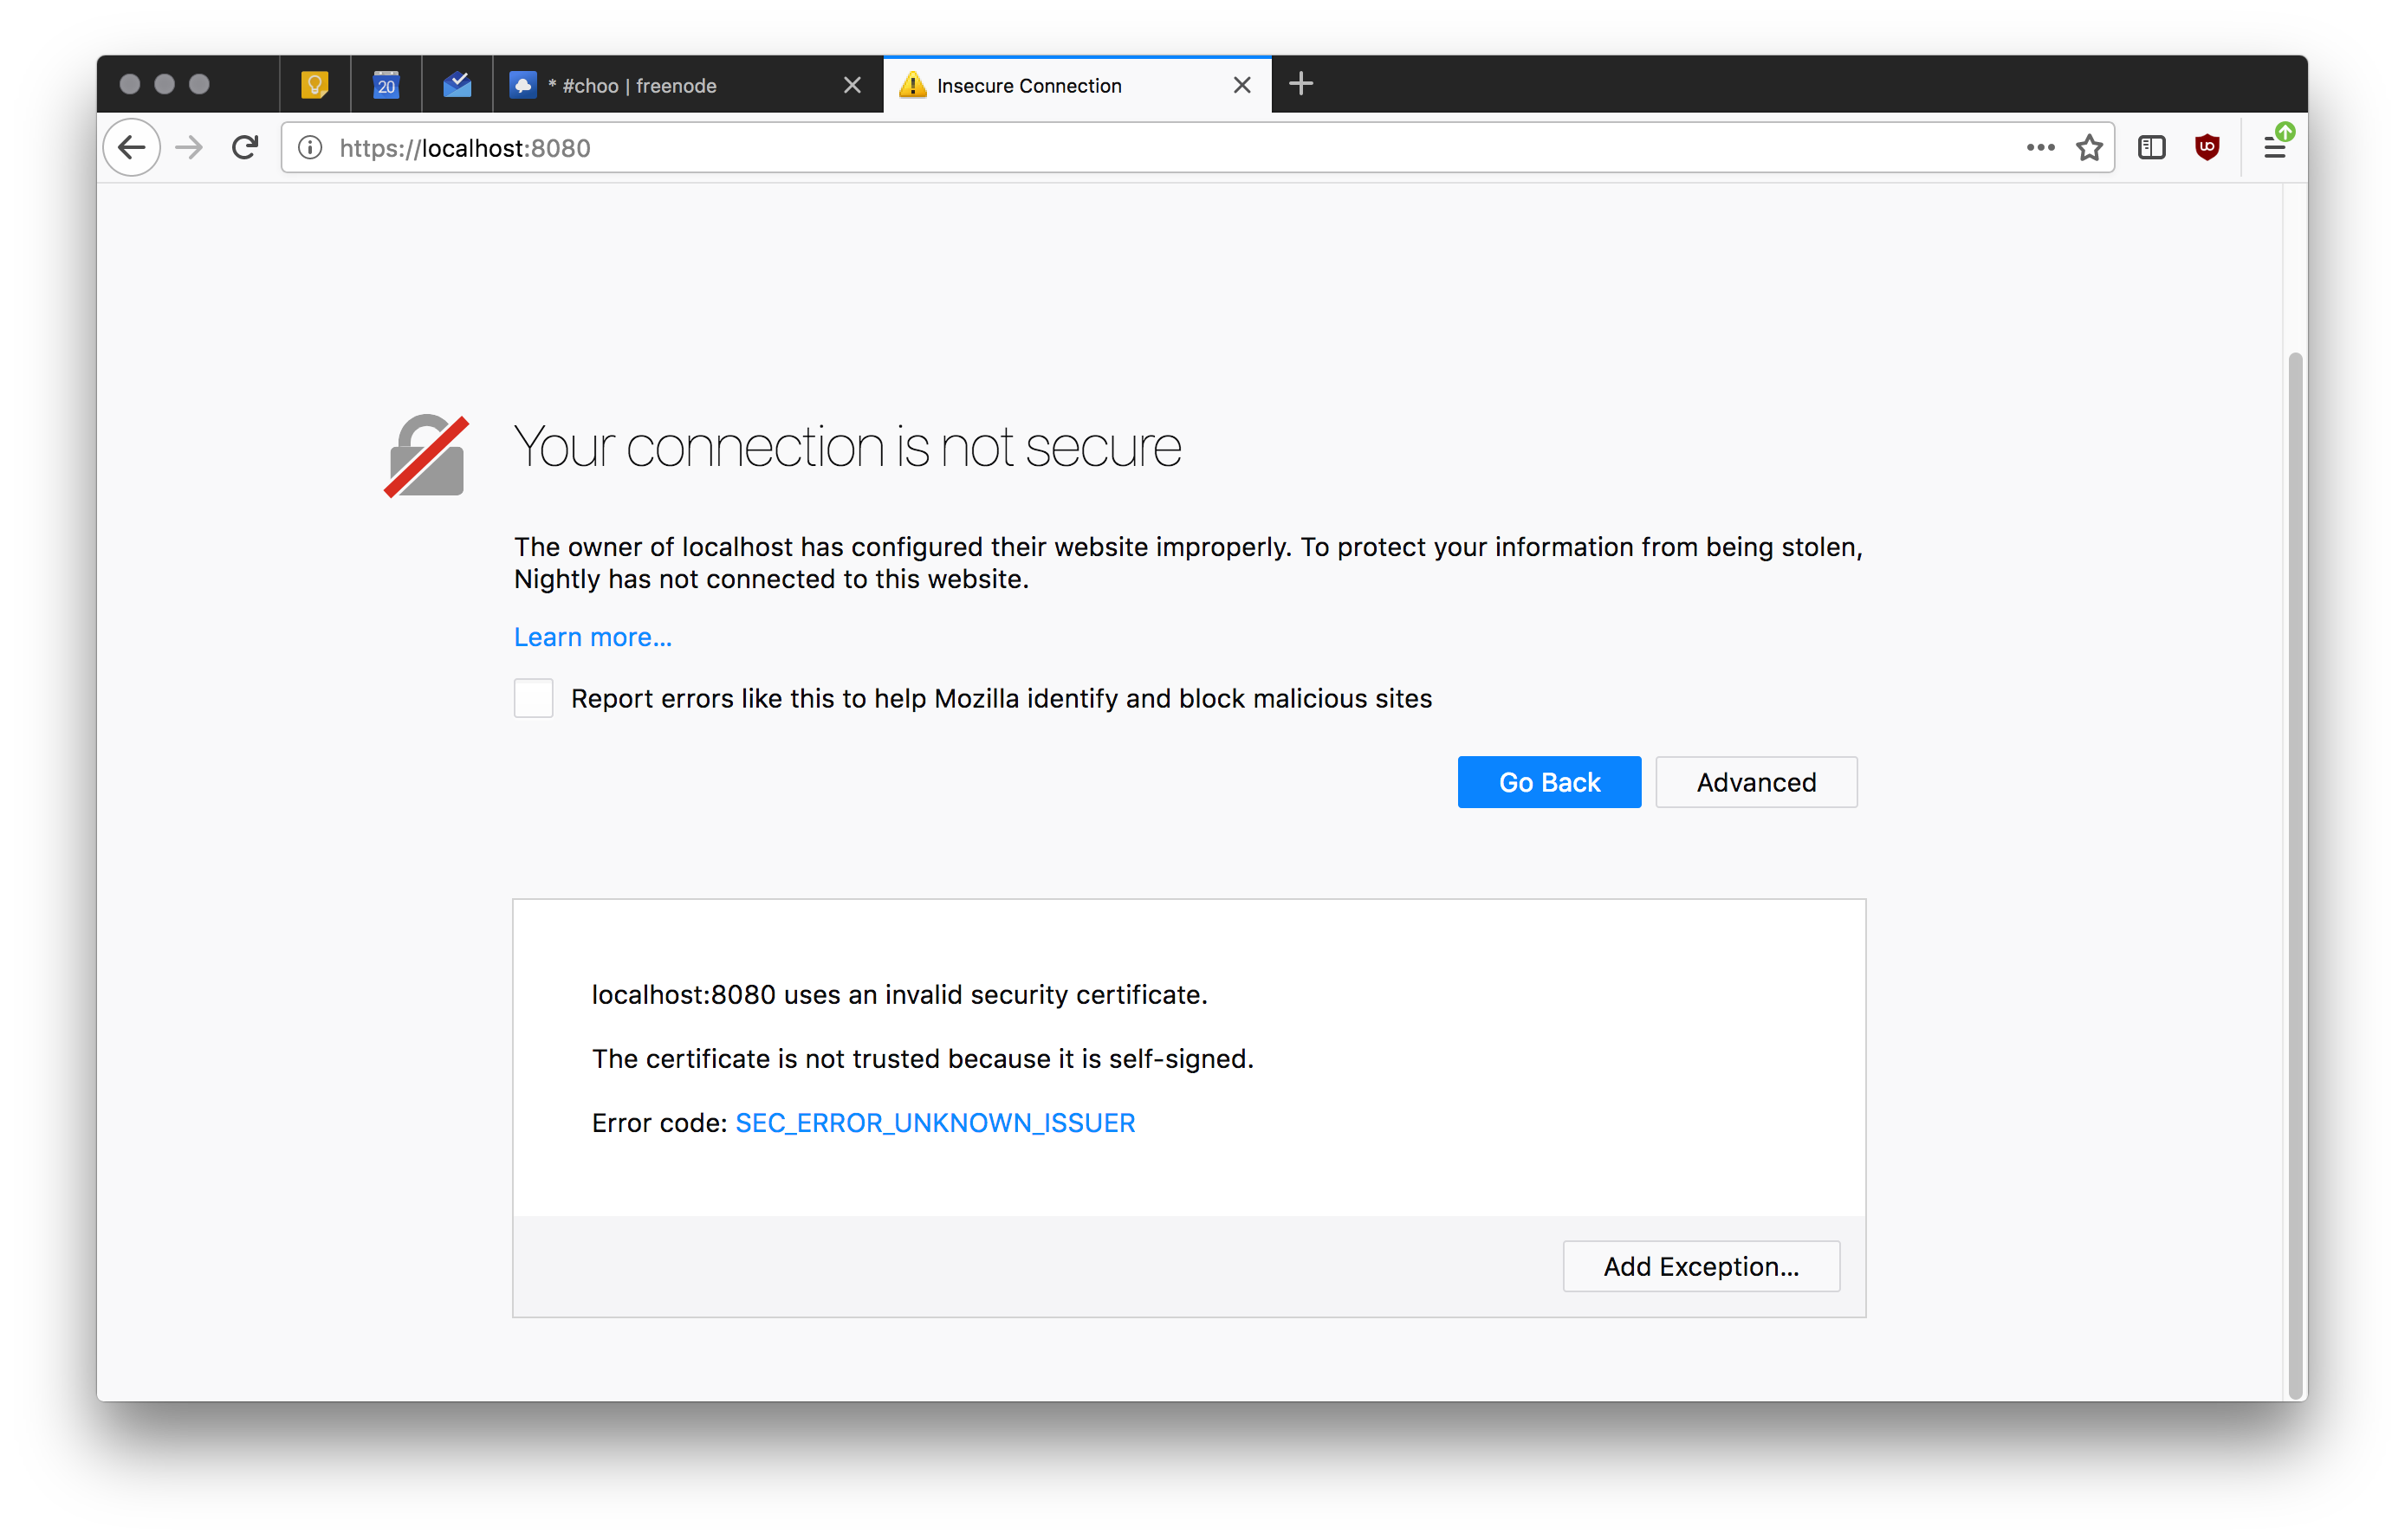 20
* #choo | freenode
Insecure Connection
https://localhost:8080
Your connection is not secure
The owner of localhost has configured their website improperly. To protect your information from being stolen,
Nightly has not connected to this website.
Learn more…
Report errors like this to help Mozilla identify and block malicious sites
Go Back
Advanced
localhost:8080 uses an invalid security certificate.
The certificate is not trusted because it is self-signed.
Error code: SEC_ERROR_UNKNOWN_ISSUER
Add Exception…